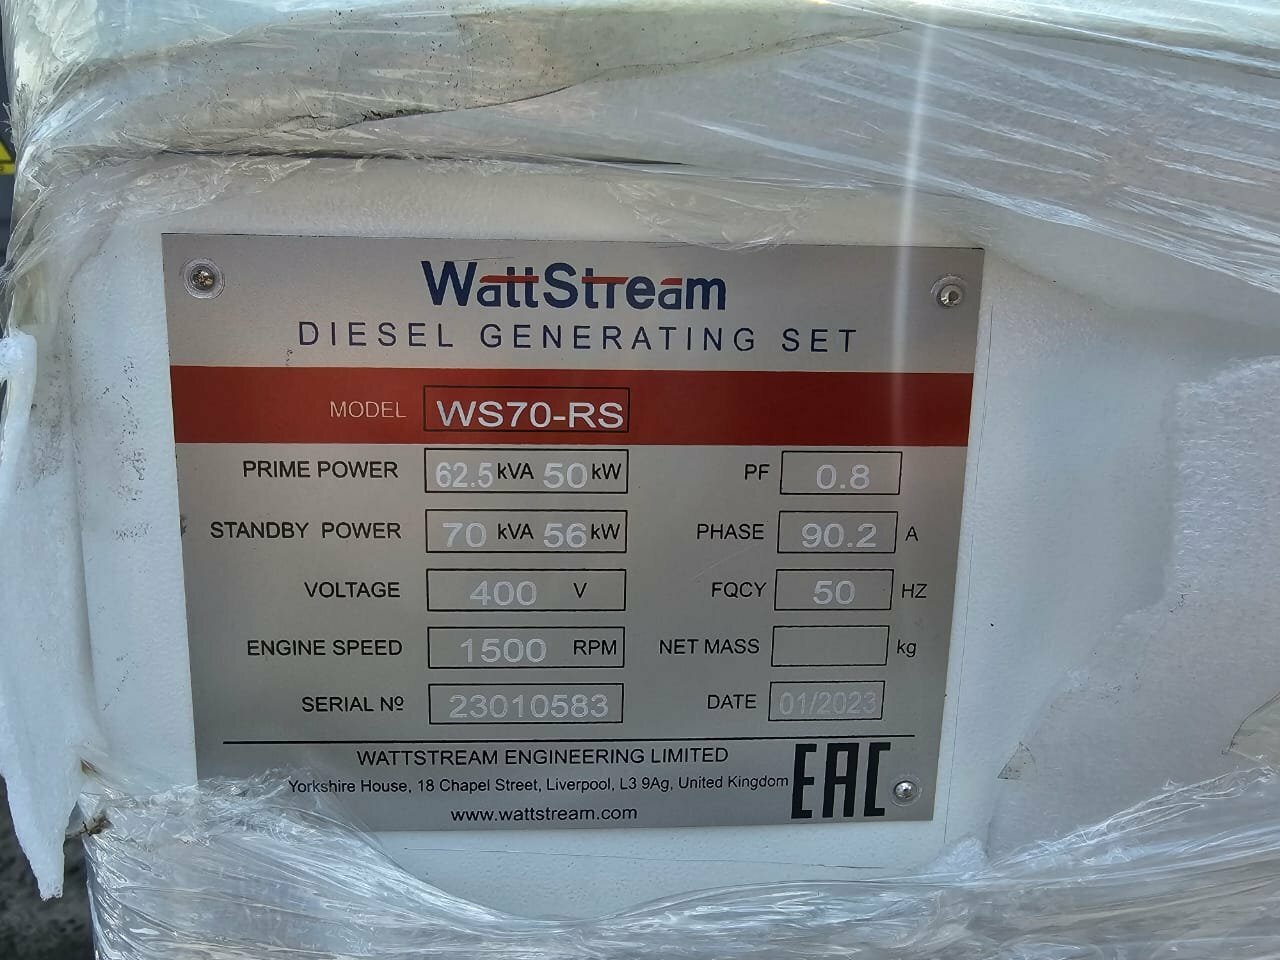 WattStream
DIESEL GENERATING SET
MODEL WS70-RS
PRIME POWER 62.5 kVA 50 kW PF 0.8
STANDBY POWER 70 kVA 56 kW PHASE 90.2 A
VOLTAGE 400 V FQCY 50 HZ
ENGINE SPEED 1500 RPM NET MASS kg
SERIAL Nº 23010583 DATE 01/2023
WATTSTREAM ENGINEERING LIMITED
Yorkshire House, 18 Chapel Street, Liverpool, L3 9Ag, United Kingdom
www.wattstream.com
EAC